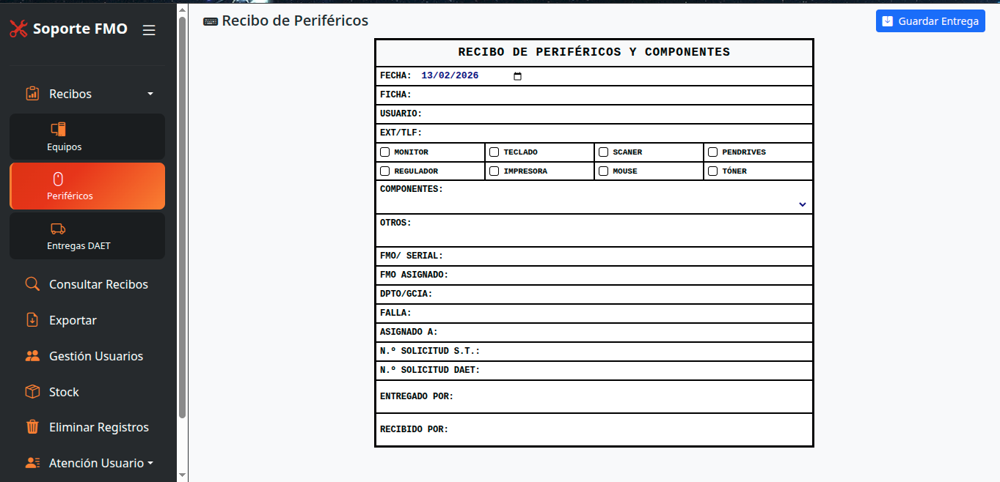 Soporte FMO
Recibos
Equipos
Periféricos
Entregas DAET
Consultar Recibos
Exportar
Gestión Usuarios
Stock
Eliminar Registros
Atención Usuario
Recibo de Periféricos
Guardar Entrega
RECIBO DE PERIFÉRICOS Y COMPONENTES
FECHA: 13/02/2026
FICHA:
USUARIO:
EXT/TLF:
MONITOR TECLADO SCANER PENDRIVES
REGULADOR IMPRESORA MOUSE TÓNER
COMPONENTES:
OTROS:
FMO/ SERIAL:
FMO ASIGNADO:
DPTO/GCIA:
FALLA:
ASIGNADO A:
N.º SOLICITUD S.T.:
N.º SOLICITUD DAET:
ENTREGADO POR:
RECIBIDO POR: